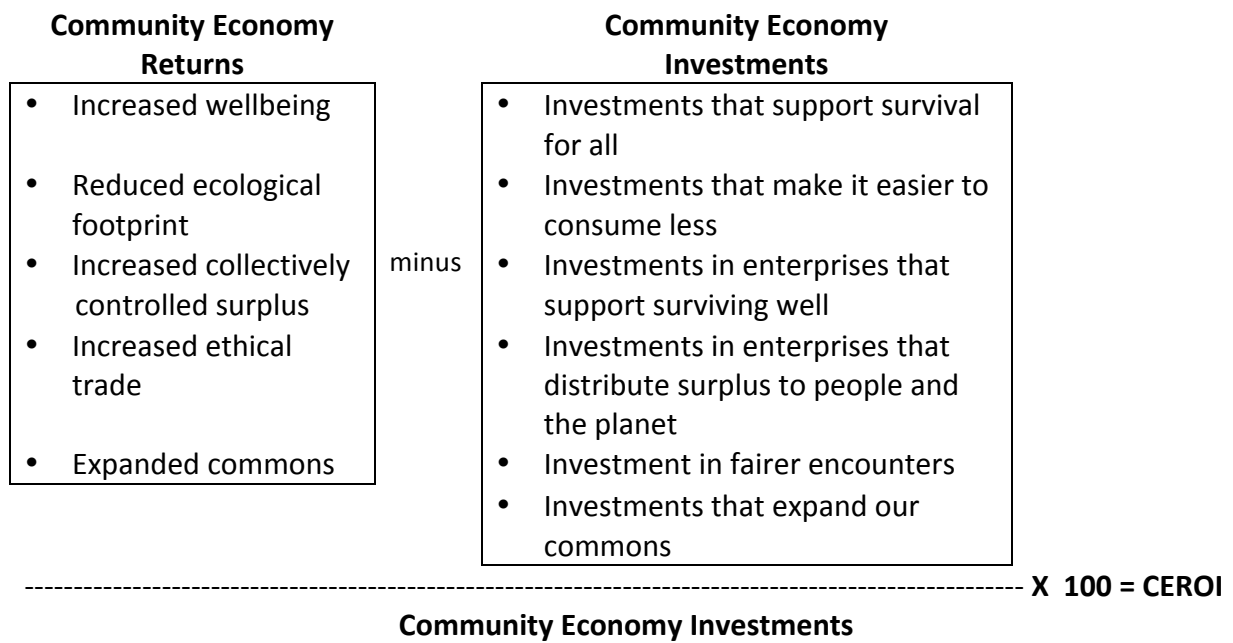 Community Economy
Returns
• Increased wellbeing
• Reduced ecological
footprint
• Increased collectively
controlled surplus
• Increased ethical
trade
• Expanded commons
minus
Community Economy
Investments
• Investments that support survival
for all
• Investments that make it easier to
consume less
• Investments in enterprises that
support surviving well
• Investments in enterprises that
distribute surplus to people and
the planet
• Investment in fairer encounters
• Investments that expand our
commons
X 100 = CEROI
Community Economy Investments